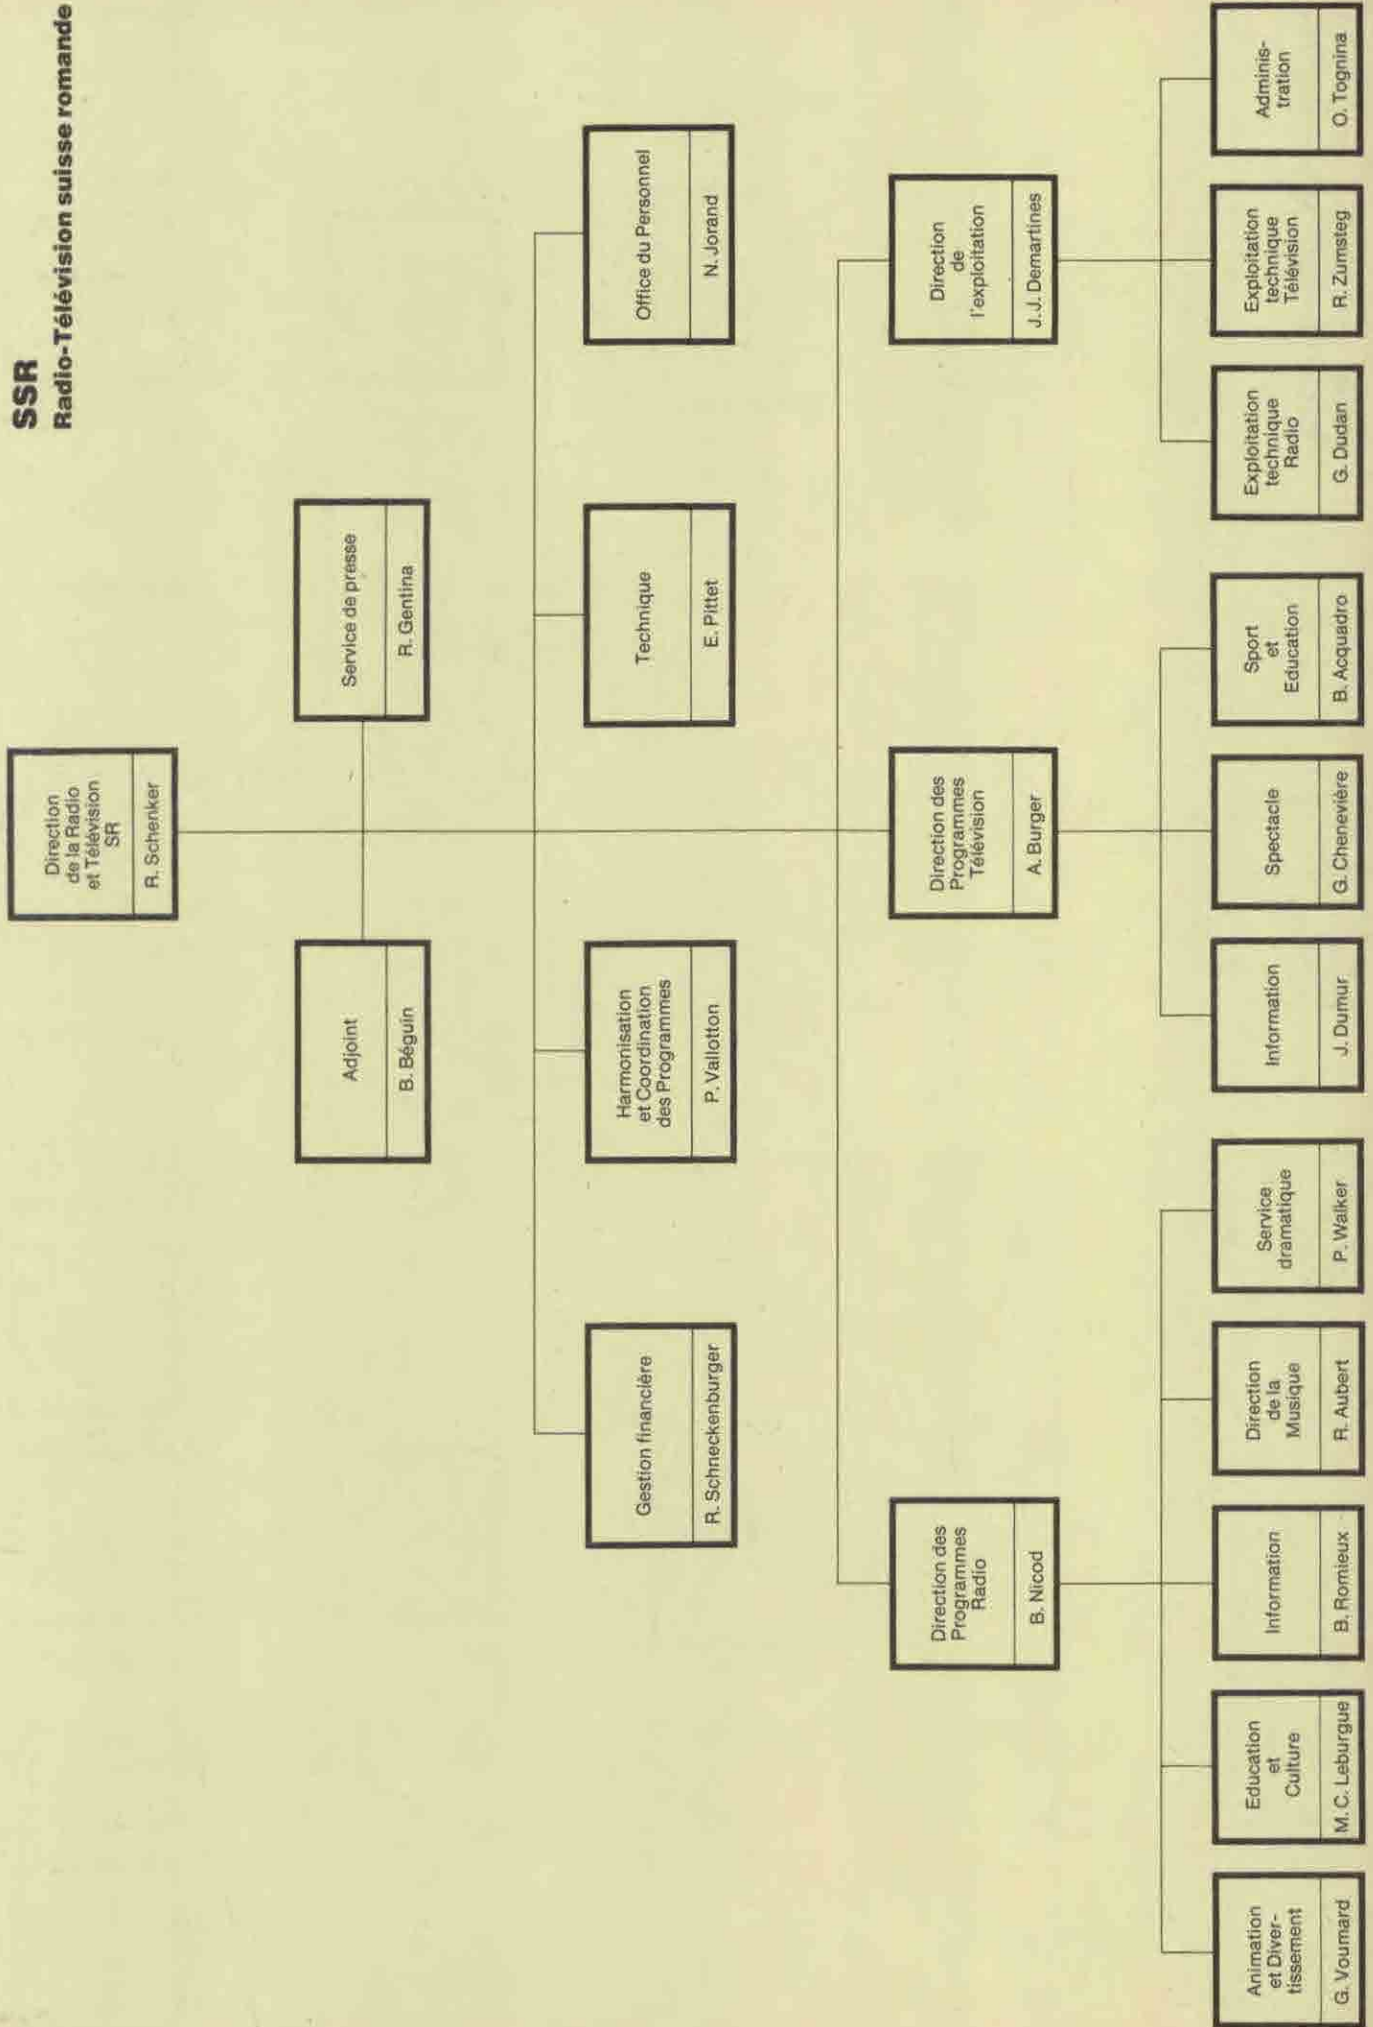 SSR
Radio-Télévision suisse romande
Direction
de la Radio
et Télévision
SR
R. Schenker
Adjoint
B. Béguin
Service de presse
R. Gentina
Gestion financière
R. Schneckenburger
Harmonisation
et Coordination
des Programmes
P. Vallotton
Technique
E. Pittet
Office du Personnel
N. Jorand
Direction des
Programmes
Radio
B. Nicod
Direction des
Programmes
Télévision
A. Burger
Direction
de
l'exploitation
J. J. Demartines
Animation
et Diver-
tissement
G. Voumard
Education
et
Culture
M. C. Leburgue
Information
B. Romieux
Direction
de la
Musique
R. Aubert
Service
dramatique
P. Walker
Information
J. Dumur
Spectacle
G. Chenevière
Sport
et
Education
B. Acquadro
Exploitation
technique
Radio
G. Dudan
Exploitation
technique
Télévision
R. Zumsteg
Adminis-
tration
O. Tognina